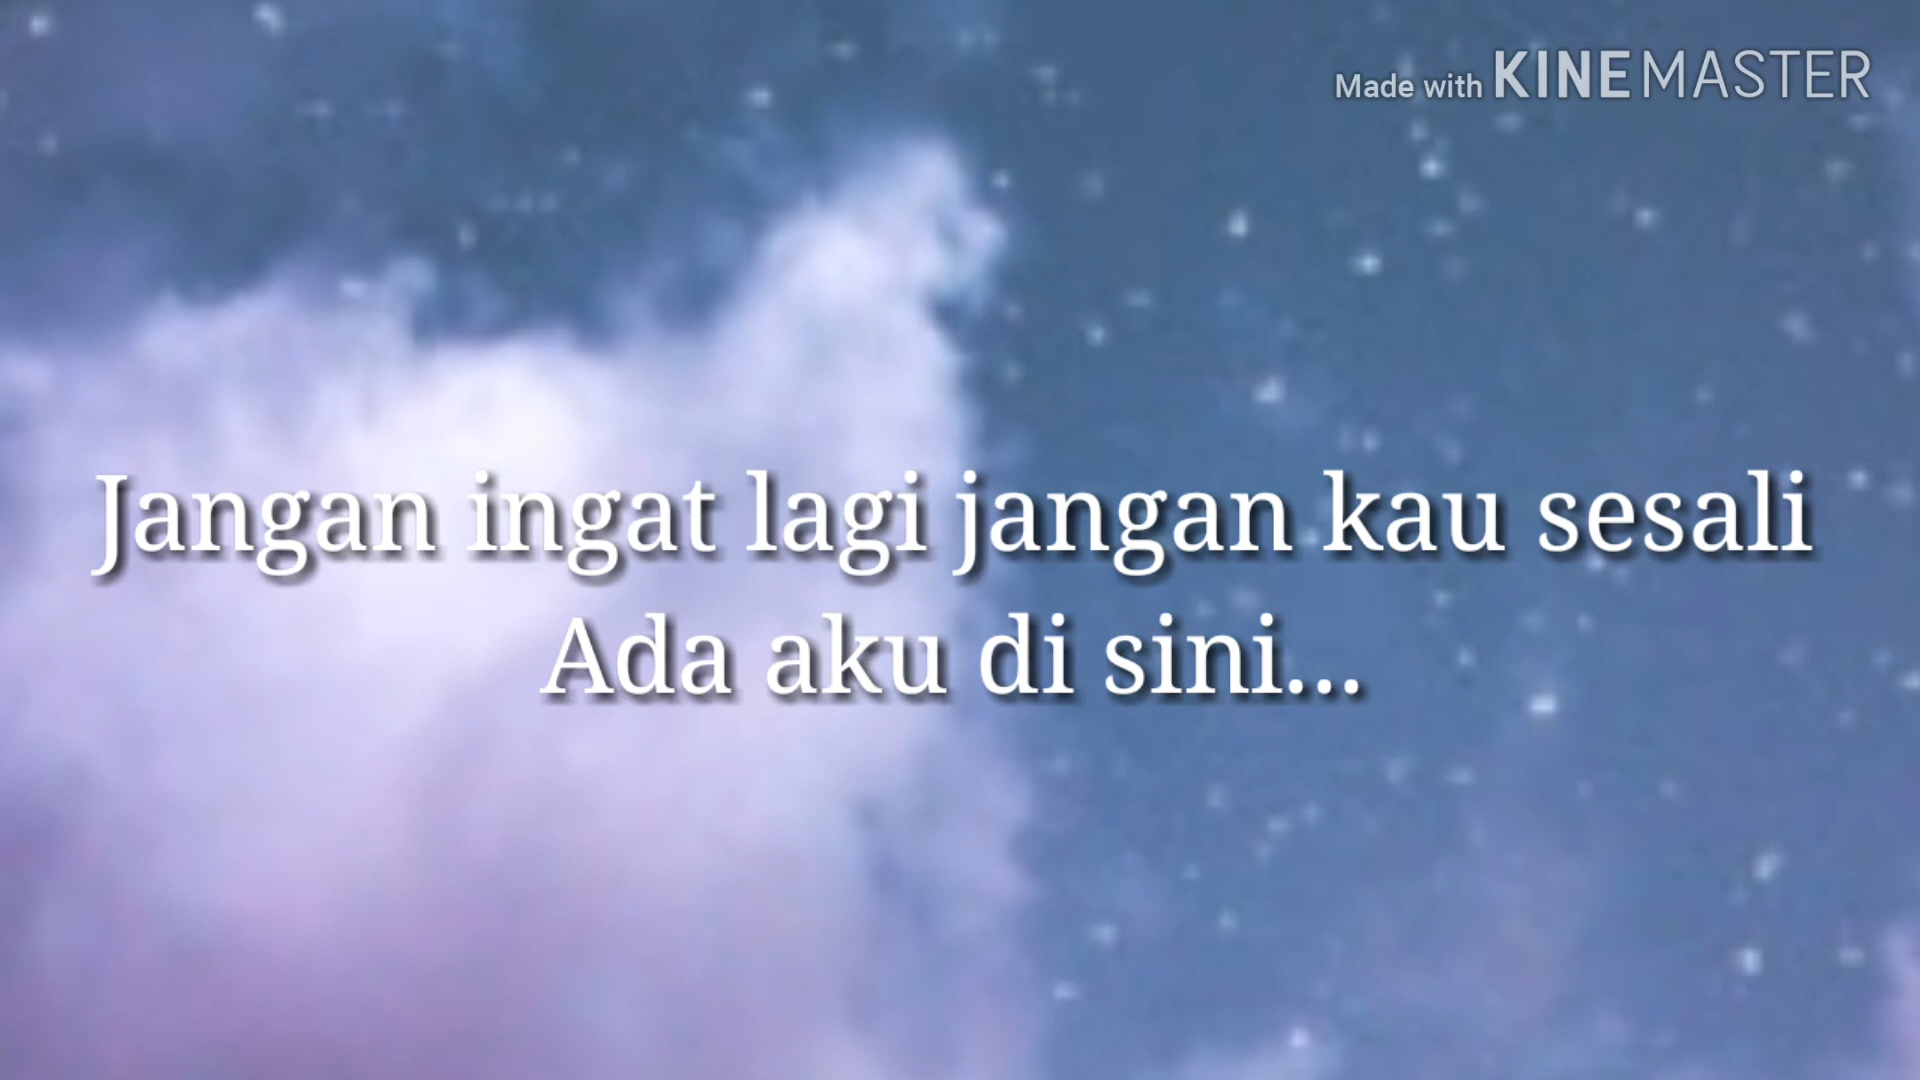 Made with KINEMASTER
Jangan ingat lagi jangan kau sesali
Ada aku di sini...